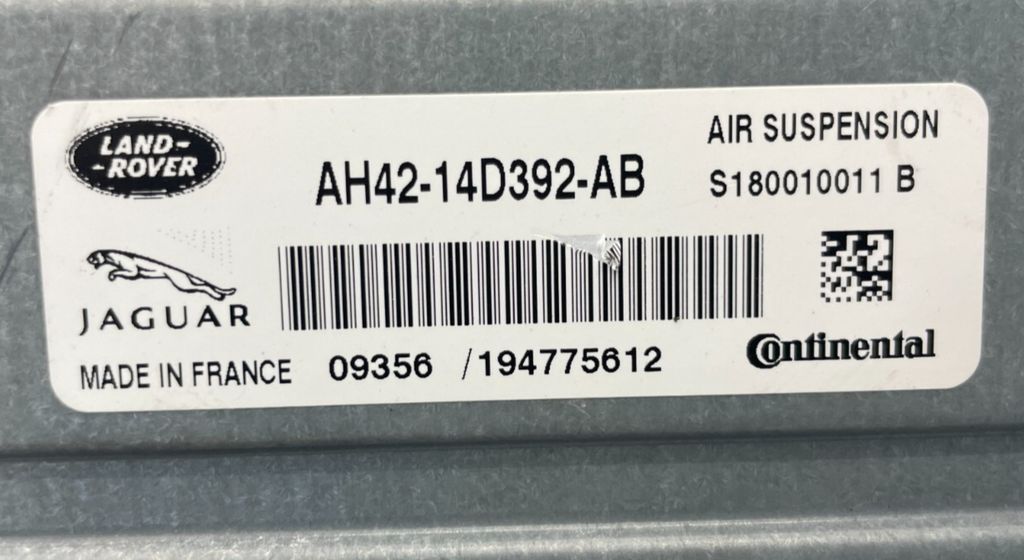 LAND-
-ROVER
AH42-14D392-AB
AIR SUSPENSION
S180010011 B
JAGUAR
Continental
MADE IN FRANCE 09356 /194775612